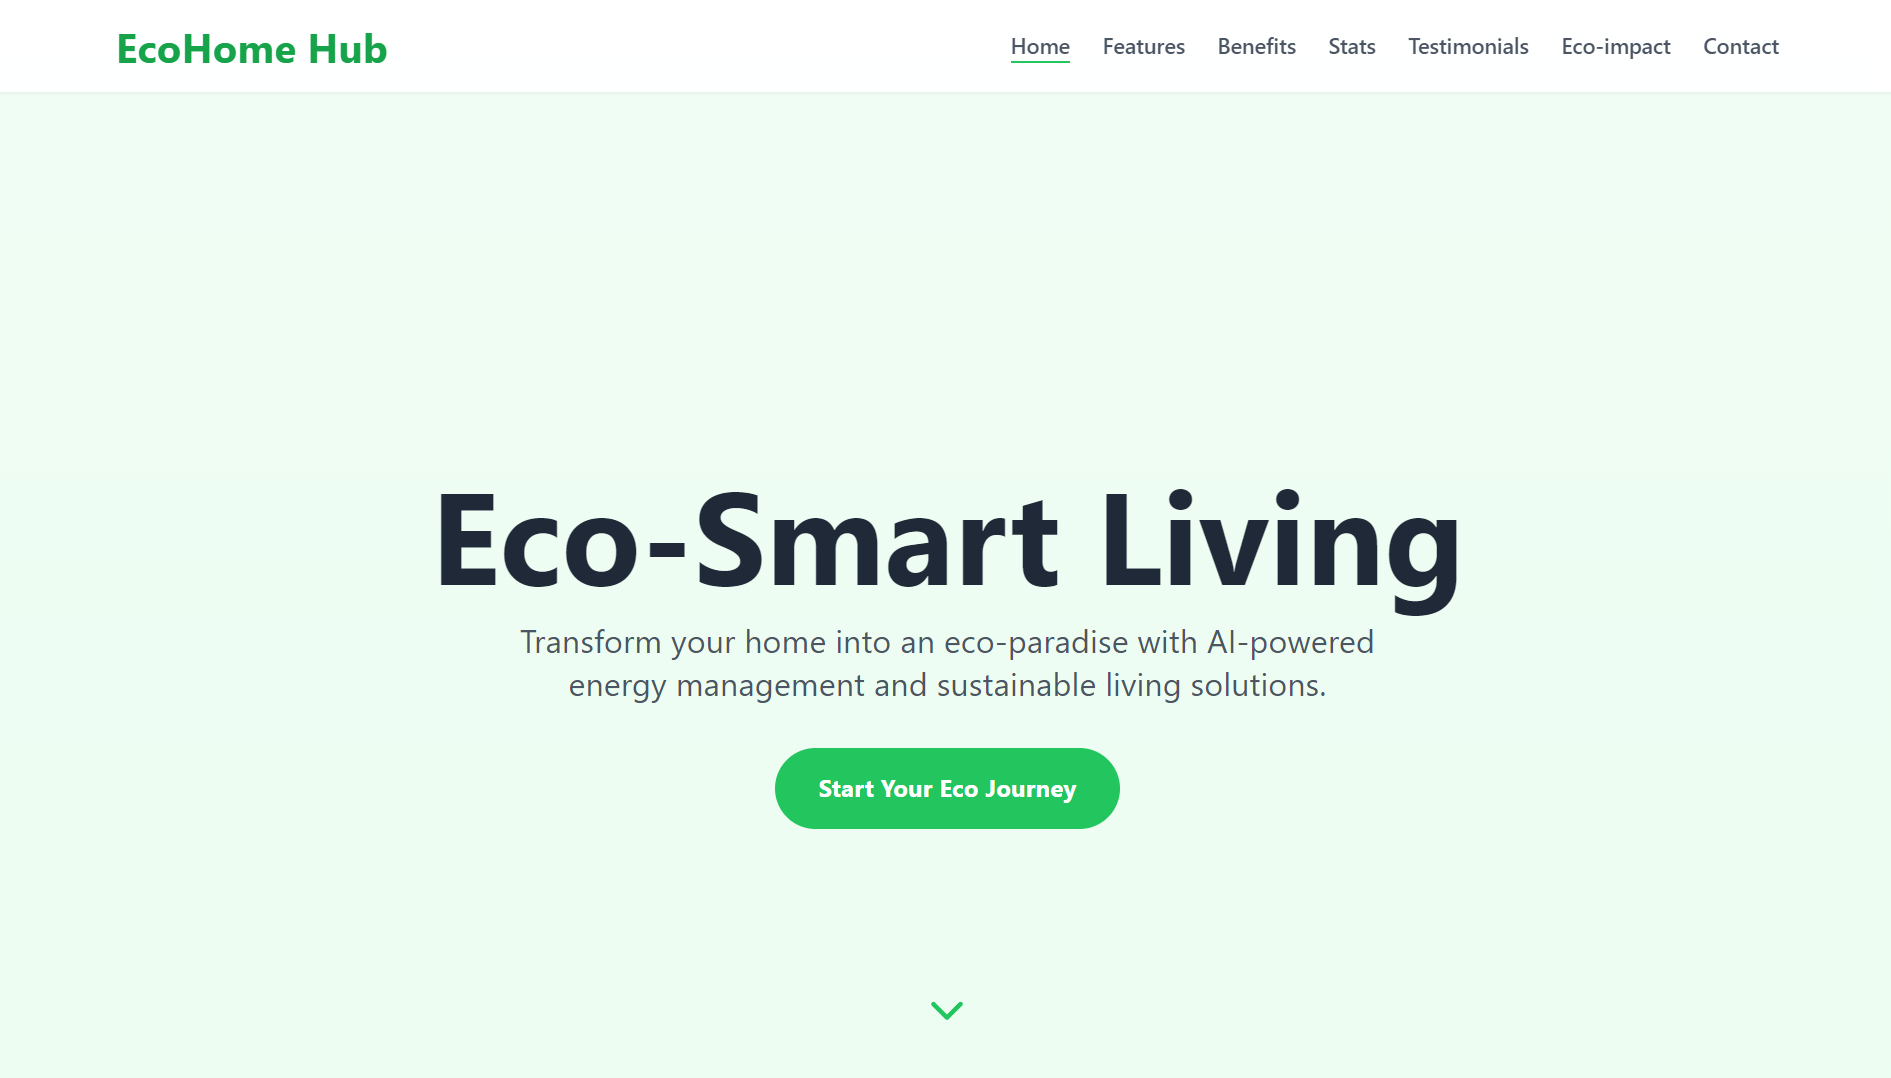 EcoHome Hub
Home Features Benefits Stats Testimonials Eco-impact Contact
Eco-Smart Living
Transform your home into an eco-paradise with AI-powered
energy management and sustainable living solutions.
Start Your Eco Journey